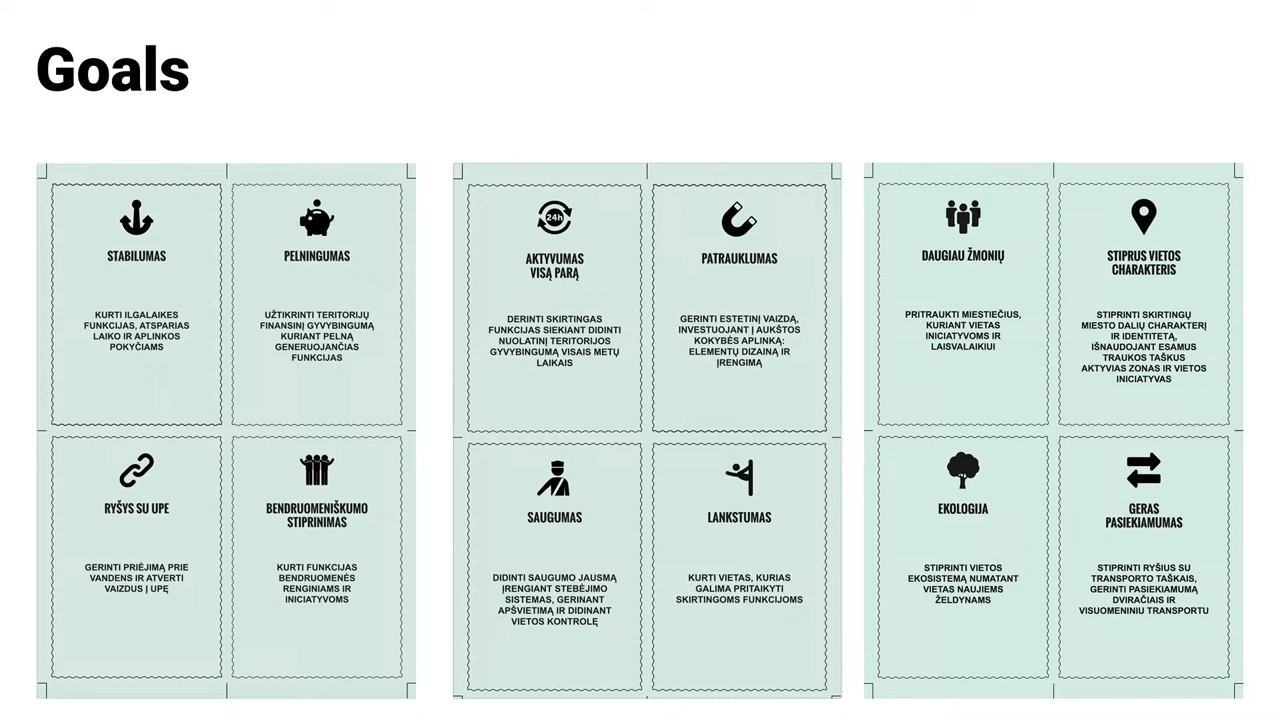 Goals
STABILUMAS
KURTI ILGALAIKES
FUNKCIJAS, ATSPARIAS
LAIKO IR APLINKOS
POKYČIAMS
PELNINGUMAS
UŽTIKRINTI TERITORIJŲ
FINANSINĮ GYVYBINGUMĄ
KURIANT PELNĄ
GENERUOJANČIAS
FUNKCIJAS
RYŠYS SU UPE
GERINTI PRIĖJIMĄ PRIE
VANDENS IR ATVERTI
VAIZDUS Į UPĘ
BENDRUOMENIŠKUMO
STIPRINIMAS
KURTI FUNKCIJAS
BENDRUOMENĖS
RENGINIAMS IR
INICIATYVOMS
24h
AKTYVUMAS
VISĄ PARĄ
DERINTI SKIRTINGAS
FUNKCIJAS SIEKIANT DIDINTI
NUOLATINĮ TERITORIJOS
GYVYBINGUMĄ VISAIS METŲ
LAIKAIS
PATRAUKLUMAS
GERINTI ESTETINĮ VAIZDĄ,
INVESTUOJANT Į AUKŠTOS
KOKYBĖS APLINKĄ:
ELEMENTŲ DIZAINĄ IR
ĮRENGIMĄ
SAUGUMAS
DIDINTI SAUGUMO JAUSMĄ
ĮRENGIANT STEBĖJIMO
SISTEMAS, GERINANT
APŠVIETIMĄ IR DIDINANT
VIETOS KONTROLĘ
LANKSTUMAS
KURTI VIETAS, KURIAS
GALIMA PRITAIKYTI
SKIRTINGOMS FUNKCIJOMS
DAUGIAU ŽMONIŲ
PRITRAUKTI MIESTIEČIUS,
KURIANT VIETAS
INICIATYVOMS IR
LAISVALAIKIUI
STIPRUS VIETOS
CHARAKTERIS
STIPRINTI SKIRTINGŲ
MIESTO DALIŲ CHARAKTERĮ
IR IDENTITETĄ,
IŠNAUDOJANT ESAMUS
TRAUKOS TAŠKUS
AKTYVIAS ZONAS IR VIETOS
INICIATYVAS
EKOLOGIJA
STIPRINTI VIETOS
EKOSISTEMĄ NUMATANT
VIETAS NAUJIEMS
ŽELDYNAMS
GERAS
PASIEKIAMUMAS
STIPRINTI RYŠIUS SU
TRANSPORTO TAŠKAIS,
GERINTI PASIEKIAMUMĄ
DVIRAČIAIS IR
VISUOMENINIU TRANSPORTU